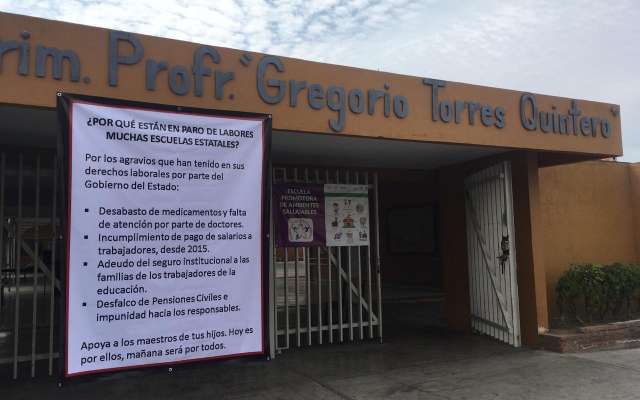 rim. Profr. "Gregorio Torres Quintero"
¿POR QUÉ ESTÁN EN PARO DE LABORES
MUCHAS ESCUELAS ESTATALES?
Por los agravios que han tenido en sus
derechos laborales por parte del
Gobierno del Estado:
▪ Desabasto de medicamentos y falta
de atención por parte de doctores.
▪ Incumplimiento de pago de salarios a
trabajadores, desde 2015.
▪ Adeudo del seguro institucional a las
familias de los trabajadores de la
educación.
▪ Desfalco de Pensiones Civiles e
impunidad hacia los responsables.
Apoya a los maestros de tus hijos. Hoy es
por ellos, mañana será por todos.
ESCUELA
PROMOTORA
DE AMBIENTES
SALUDABLES